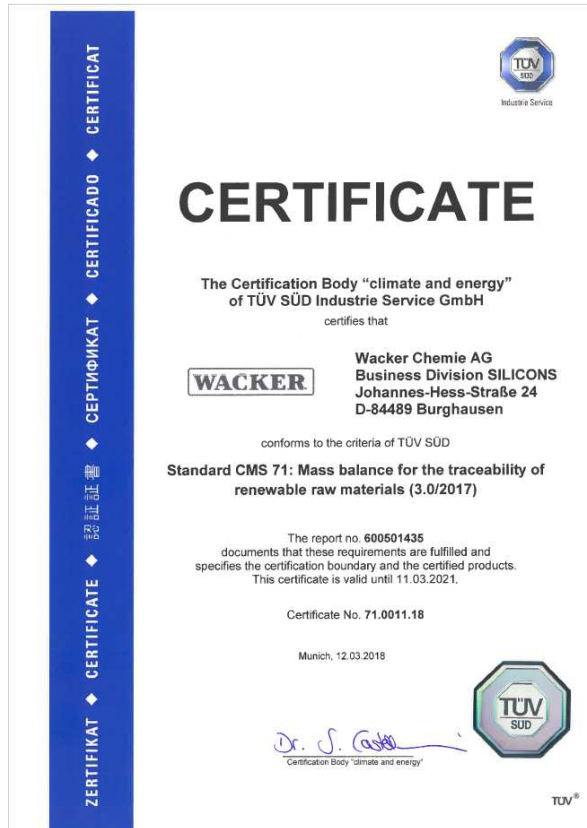 ZERTIFIKAT ◆ CERTIFICATE ◆ 認証証書 ◆ СЕРТИФИКАТ ◆ CERTIFICADO ◆ CERTIFICAT
TÜV
SÜD
Industrie Service
CERTIFICATE
The Certification Body “climate and energy”
of TÜV SÜD Industrie Service GmbH
certifies that
WACKER
Wacker Chemie AG
Business Division SILICONS
Johannes-Hess-Straße 24
D-84489 Burghausen
conforms to the criteria of TÜV SÜD
Standard CMS 71: Mass balance for the traceability of
renewable raw materials (3.0/2017)
The report no. 600501435
documents that these requirements are fulfilled and
specifies the certification boundary and the certified products.
This certificate is valid until 11.03.2021.
Certificate No. 71.0011.18
Munich, 12.03.2018
Dr. S.
Certification Body "climate and energy"
TÜV
SÜD
TÜV®